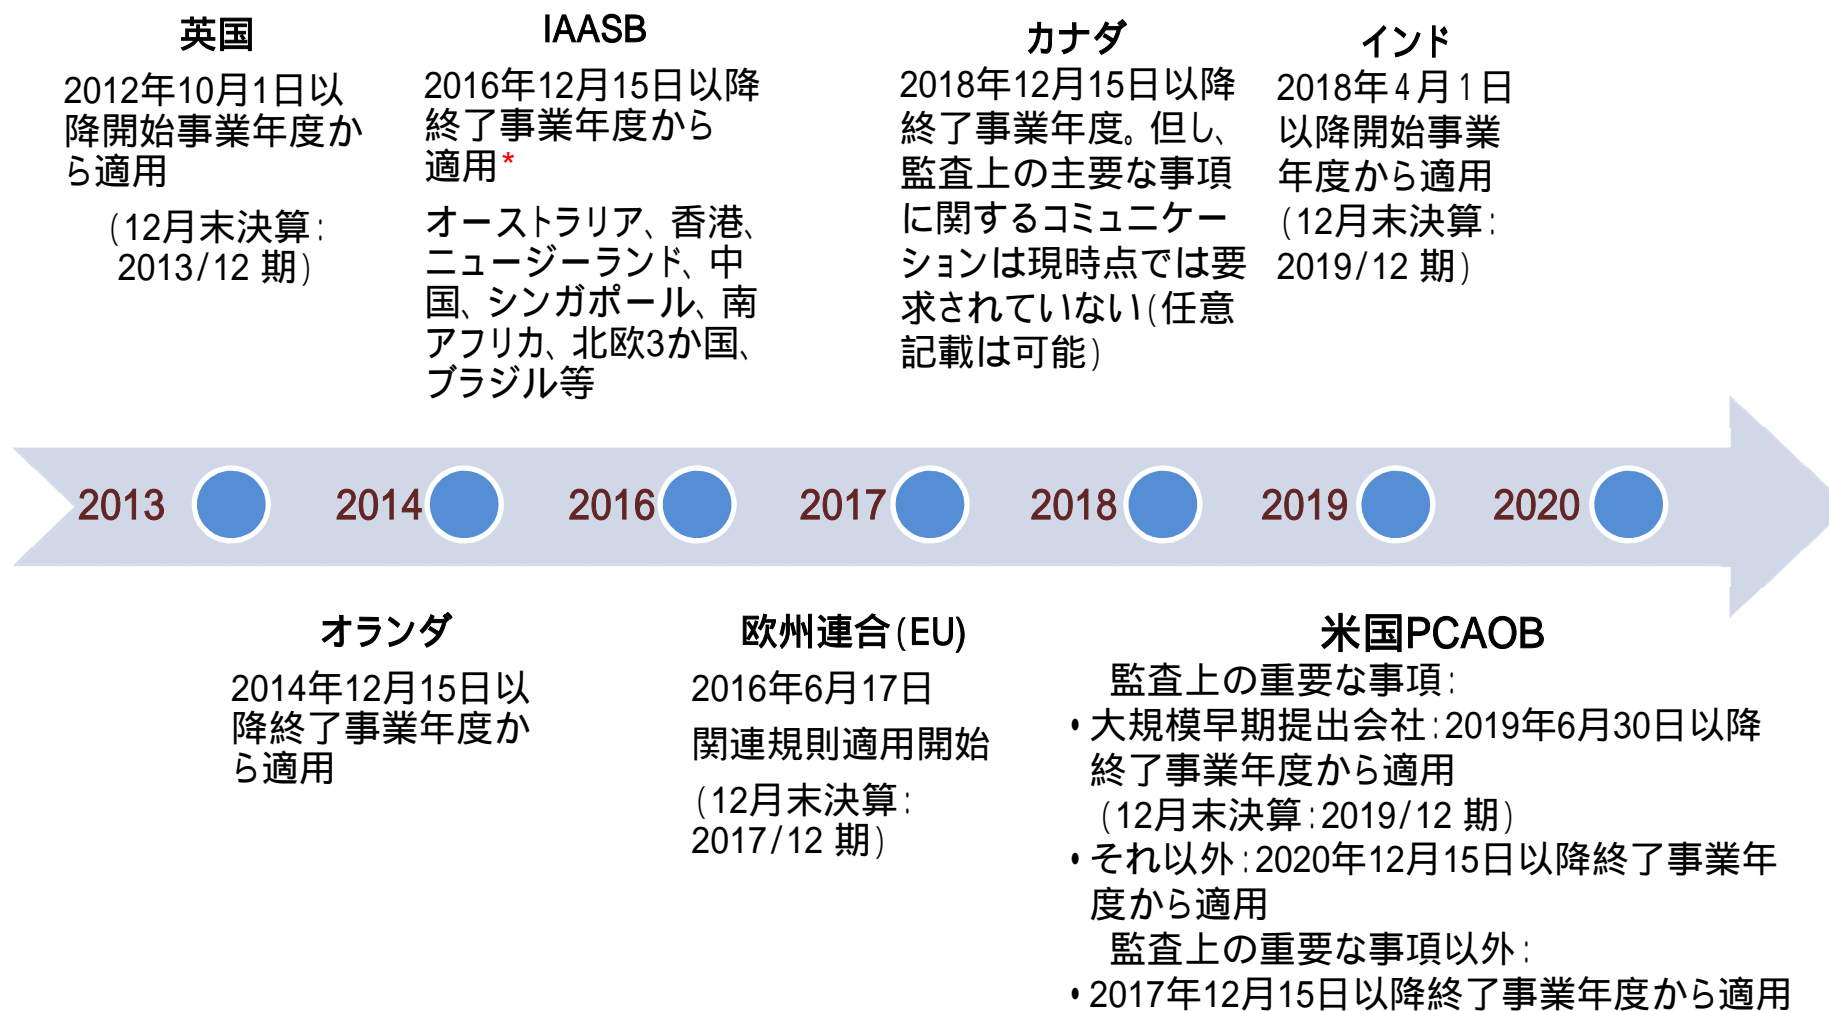 英国
2012年10月1日以
降開始事業年度か
ら適用
(12月末決算:
2013/12 期)
IAASB
2016年12月15日以降
終了事業年度から
適用*
オーストラリア、香港、
ニュージーランド、中
国、シンガポール、南
アフリカ、北欧3か国、
ブラジル等
カナダ
2018年12月15日以降
終了事業年度。但し、
監査上の主要な事項
に関するコミュニケー
ションは現時点では要
求されていない(任意
記載は可能)
インド
2018年4月1日
以降開始事業
年度から適用
(12月末決算:
2019/12 期)
2013
2014
2016
2017
2018
2019
2020
オランダ
2014年12月15日以
降終了事業年度か
ら適用
欧州連合(EU)
2016年6月17日
関連規則適用開始
(12月末決算:
2017/12 期)
米国PCAOB
監査上の重要な事項:
・大規模早期提出会社:2019年6月30日以降
終了事業年度から適用
(12月末決算:2019/12 期)
・それ以外:2020年12月15日以降終了事業年
度から適用
監査上の重要な事項以外:
・2017年12月15日以降終了事業年度から適用